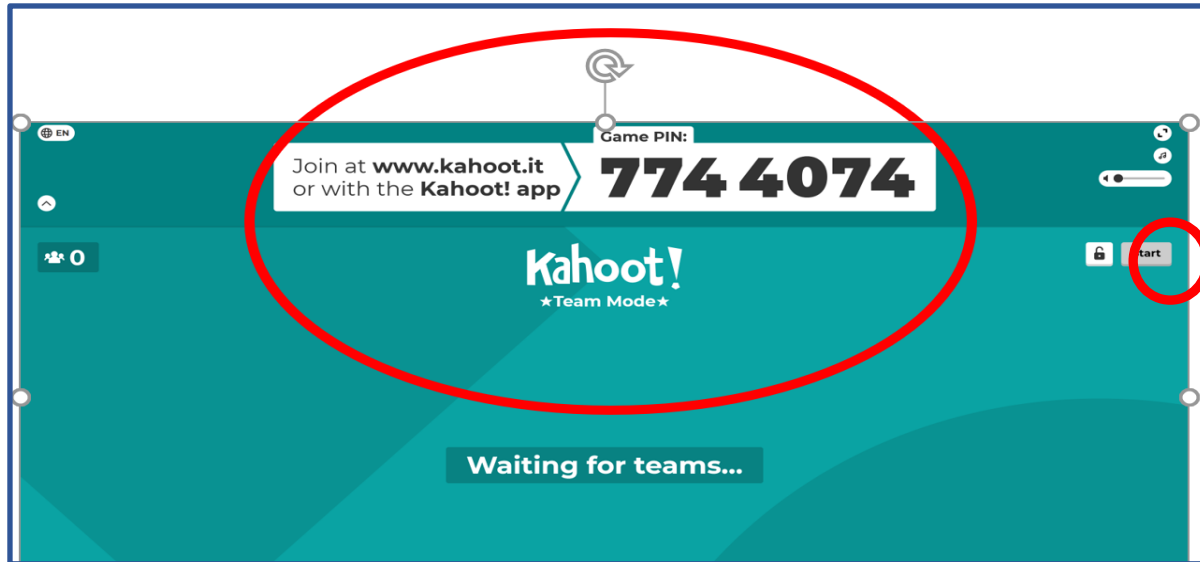 EN
Game PIN:
Join at www.kahoot.it
or with the Kahoot! app
774 4074
0
Kahoot!
★Team Mode★
Start
Waiting for teams...